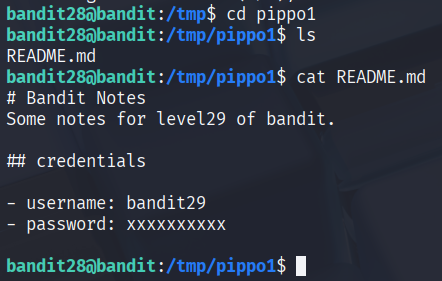 bandit28@bandit:/tmp$ cd pippo1
bandit28@bandit:/tmp/pippo1$ ls
README.md
bandit28@bandit:/tmp/pippo1$ cat README.md
# Bandit Notes
Some notes for level29 of bandit.
## credentials
- username: bandit29
- password: xxxxxxxxxx
bandit28@bandit:/tmp/pippo1$